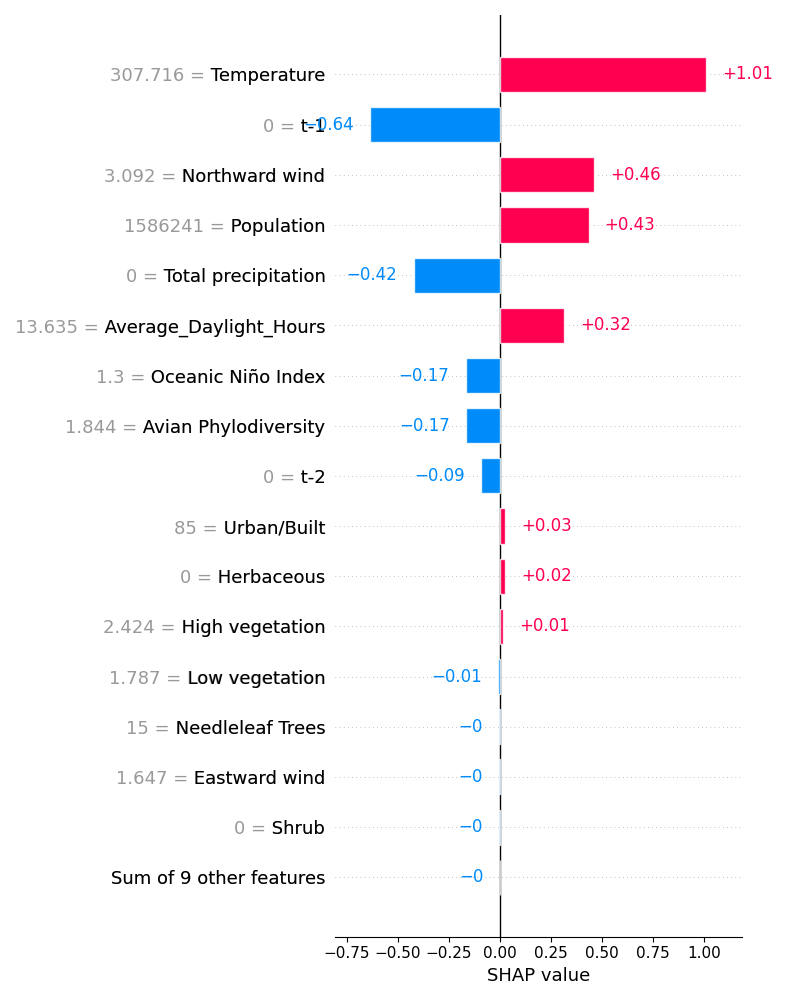 307.716 = Temperature +1.01
0 = t-1 −0.64
3.092 = Northward wind +0.46
1586241 = Population +0.43
0 = Total precipitation −0.42
13.635 = Average_Daylight_Hours +0.32
1.3 = Oceanic Niño Index −0.17
1.844 = Avian Phylodiversity −0.17
0 = t-2 −0.09
85 = Urban/Built +0.03
0 = Herbaceous +0.02
2.424 = High vegetation +0.01
1.787 = Low vegetation −0.01
15 = Needleleaf Trees −0
1.647 = Eastward wind −0
0 = Shrub −0
Sum of 9 other features −0
−0.75 −0.50 −0.25 0.00 0.25 0.50 0.75 1.00
SHAP value